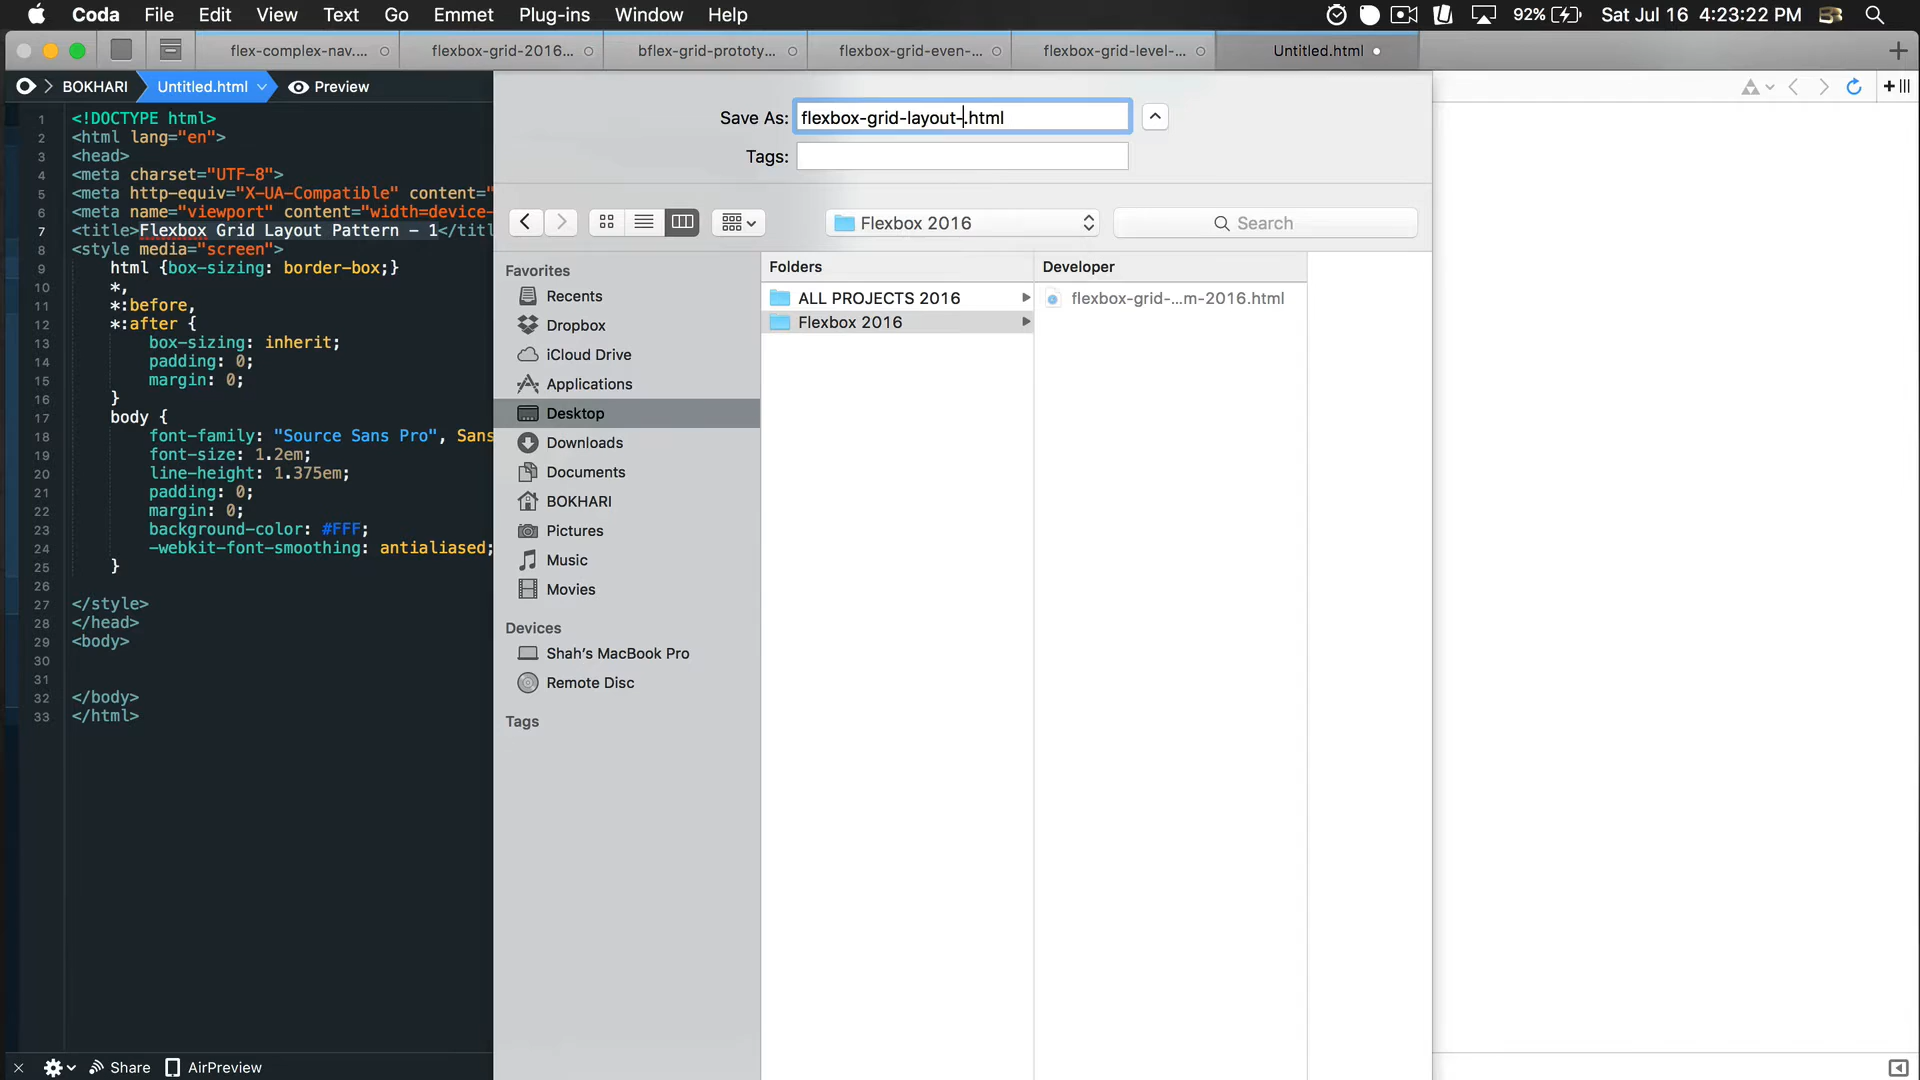 Coda File Edit View Text Go Emmet Plug-ins Window Help 92% Sat Jul 16 4:23:22 PM
flex-complex-nav.... flexbox-grid-2016... bflex-grid-prototy... flexbox-grid-even-... flexbox-grid-level-... Untitled.html
BOKHARI Untitled.html Preview
1 <!DOCTYPE html>
2 <html lang="en">
3 <head>
4 <meta charset="UTF-8">
5 <meta http-equiv="X-UA-Compatible" content="
6 <meta name="viewport" content="width=device-
7 <title>Flexbox Grid Layout Pattern - 1</titl
8 <style media="screen">
9 html {box-sizing: border-box;}
10 *,
11 *:before,
12 *:after {
13 box-sizing: inherit;
14 padding: 0;
15 margin: 0;
16 }
17 body {
18 font-family: "Source Sans Pro", Sans
19 font-size: 1.2em;
20 line-height: 1.375em;
21 padding: 0;
22 margin: 0;
23 background-color: #FFF;
24 -webkit-font-smoothing: antialiased;
25 }
26
27 </style>
28 </head>
29 <body>
30
31
32 </body>
33 </html>
Save As: flexbox-grid-layout-.html
Tags:
Flexbox 2016 Search
Favorites
Recents
Dropbox
iCloud Drive
Applications
Desktop
Downloads
Documents
BOKHARI
Pictures
Music
Movies
Devices
Shah's MacBook Pro
Remote Disc
Tags
Folders
ALL PROJECTS 2016
Flexbox 2016
Developer
flexbox-grid-...m-2016.html
Share AirPreview